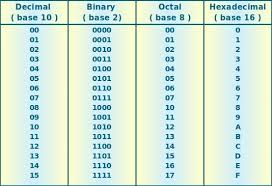 Decimal Binary Octal Hexadecimal
( base 10 ) ( base 2) ( base 8 ) ( base 16 )
00 0000 00 0
01 0001 01 1
02 0010 02 2
03 0011 03 3
04 0100 04 4
05 0101 05 5
06 0110 06 6
07 0111 07 7
08 1000 10 8
09 1001 11 9
10 1010 12 A
11 1011 13 B
12 1100 14 C
13 1101 15 D
14 1110 16 E
15 1111 17 F